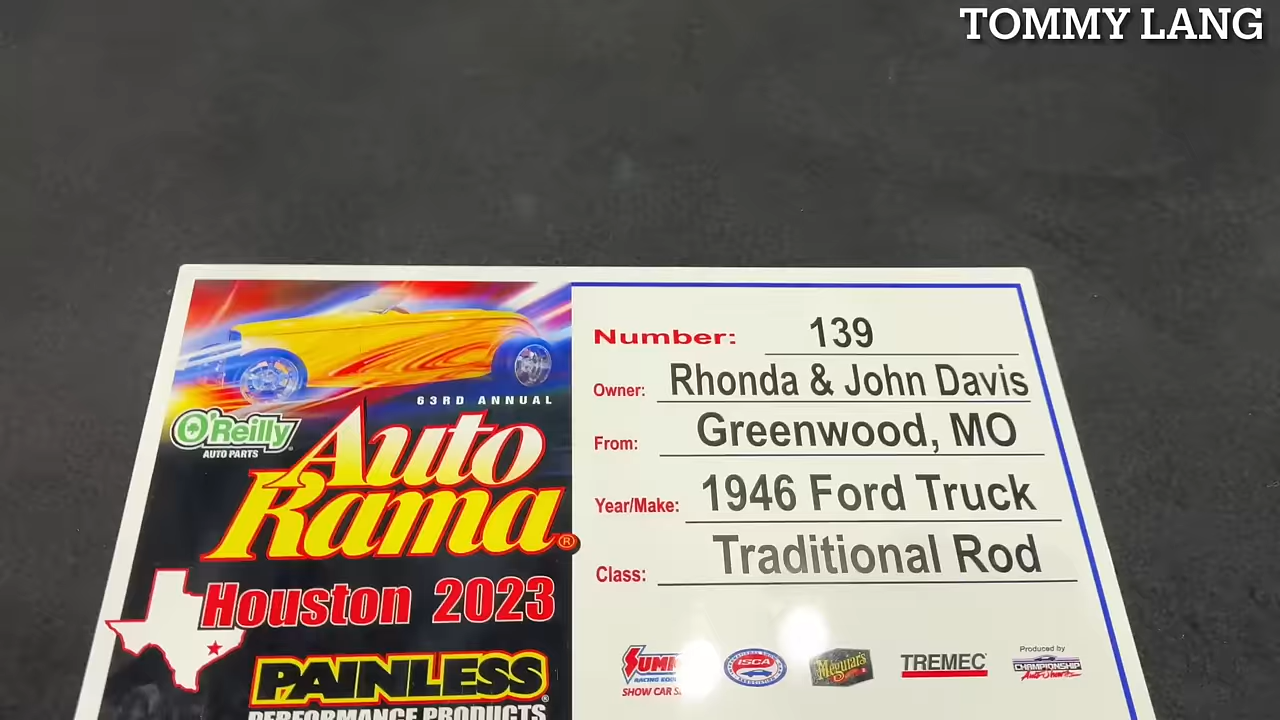 TOMMY LANG
63RD ANNUAL
O'Reilly
AUTO PARTS
Auto
Rama®
Houston 2023
PAINLESS®
PERFORMANCE PRODUCTS
Number: 139
Owner: Rhonda & John Davis
From: Greenwood, MO
Year/Make: 1946 Ford Truck
Class: Traditional Rod
SHOW CAR
ISCA
Meguiar's
TREMEC
Produced by
CHAMPIONSHIP
Auto Shows